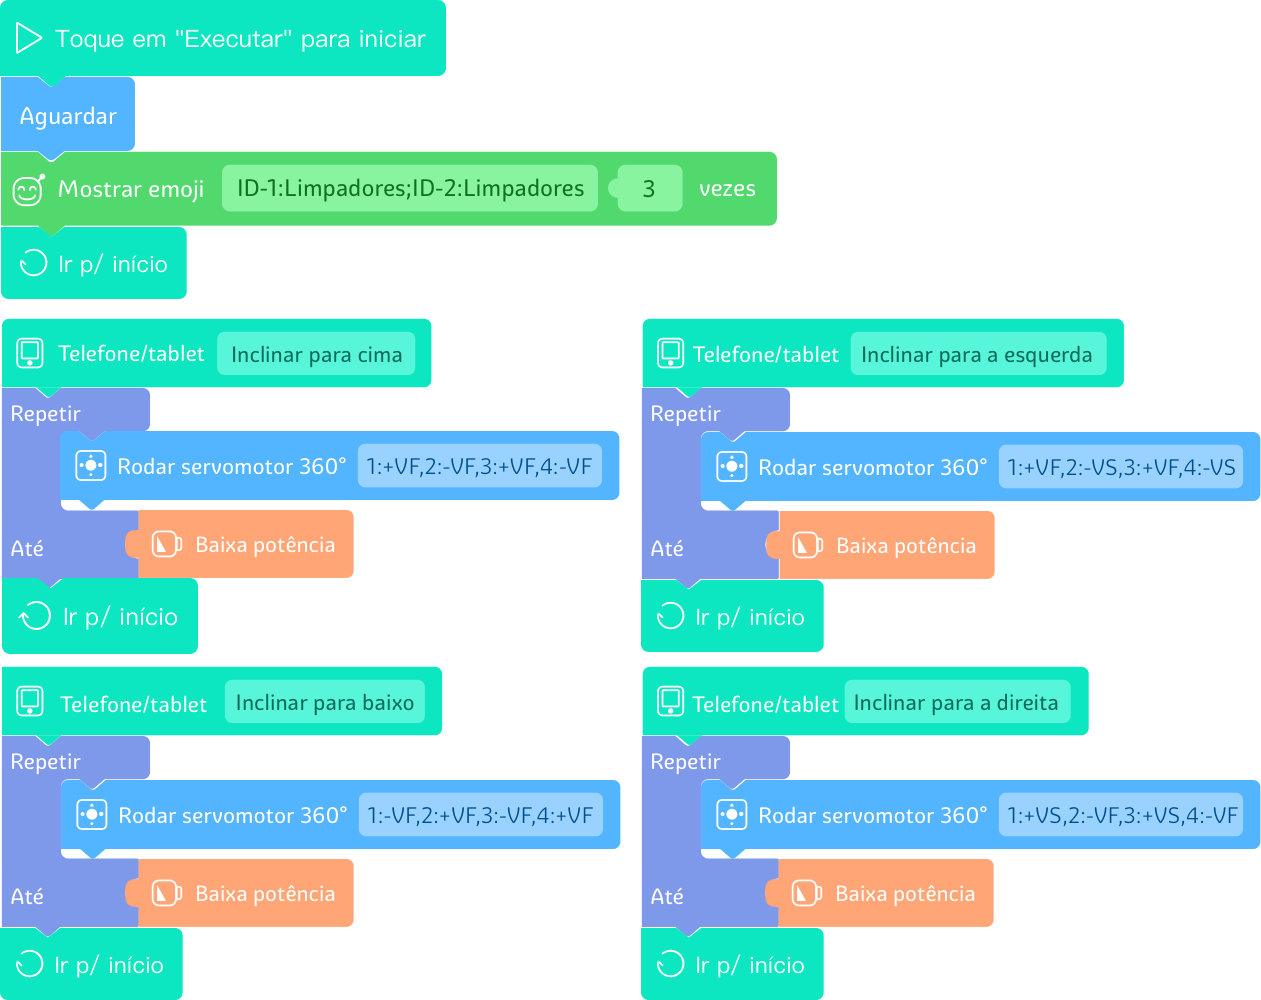 Toque em "Executar" para iniciar
Aguardar
Mostrar emoji ID-1:Limpadores;ID-2:Limpadores 3 vezes
Ir p/ início
Telefone/tablet Inclinar para cima
Repetir
Rodar servomotor 360° 1:+VF,2:-VF,3:+VF,4:-VF
Até Baixa potência
Ir p/ início
Telefone/tablet Inclinar para a esquerda
Repetir
Rodar servomotor 360° 1:+VF,2:-VS,3:+VF,4:-VS
Até Baixa potência
Ir p/ início
Telefone/tablet Inclinar para baixo
Repetir
Rodar servomotor 360° 1:-VF,2:+VF,3:-VF,4:+VF
Até Baixa potência
Ir p/ início
Telefone/tablet Inclinar para a direita
Repetir
Rodar servomotor 360° 1:+VS,2:-VF,3:+VS,4:-VF
Até Baixa potência
Ir p/ início